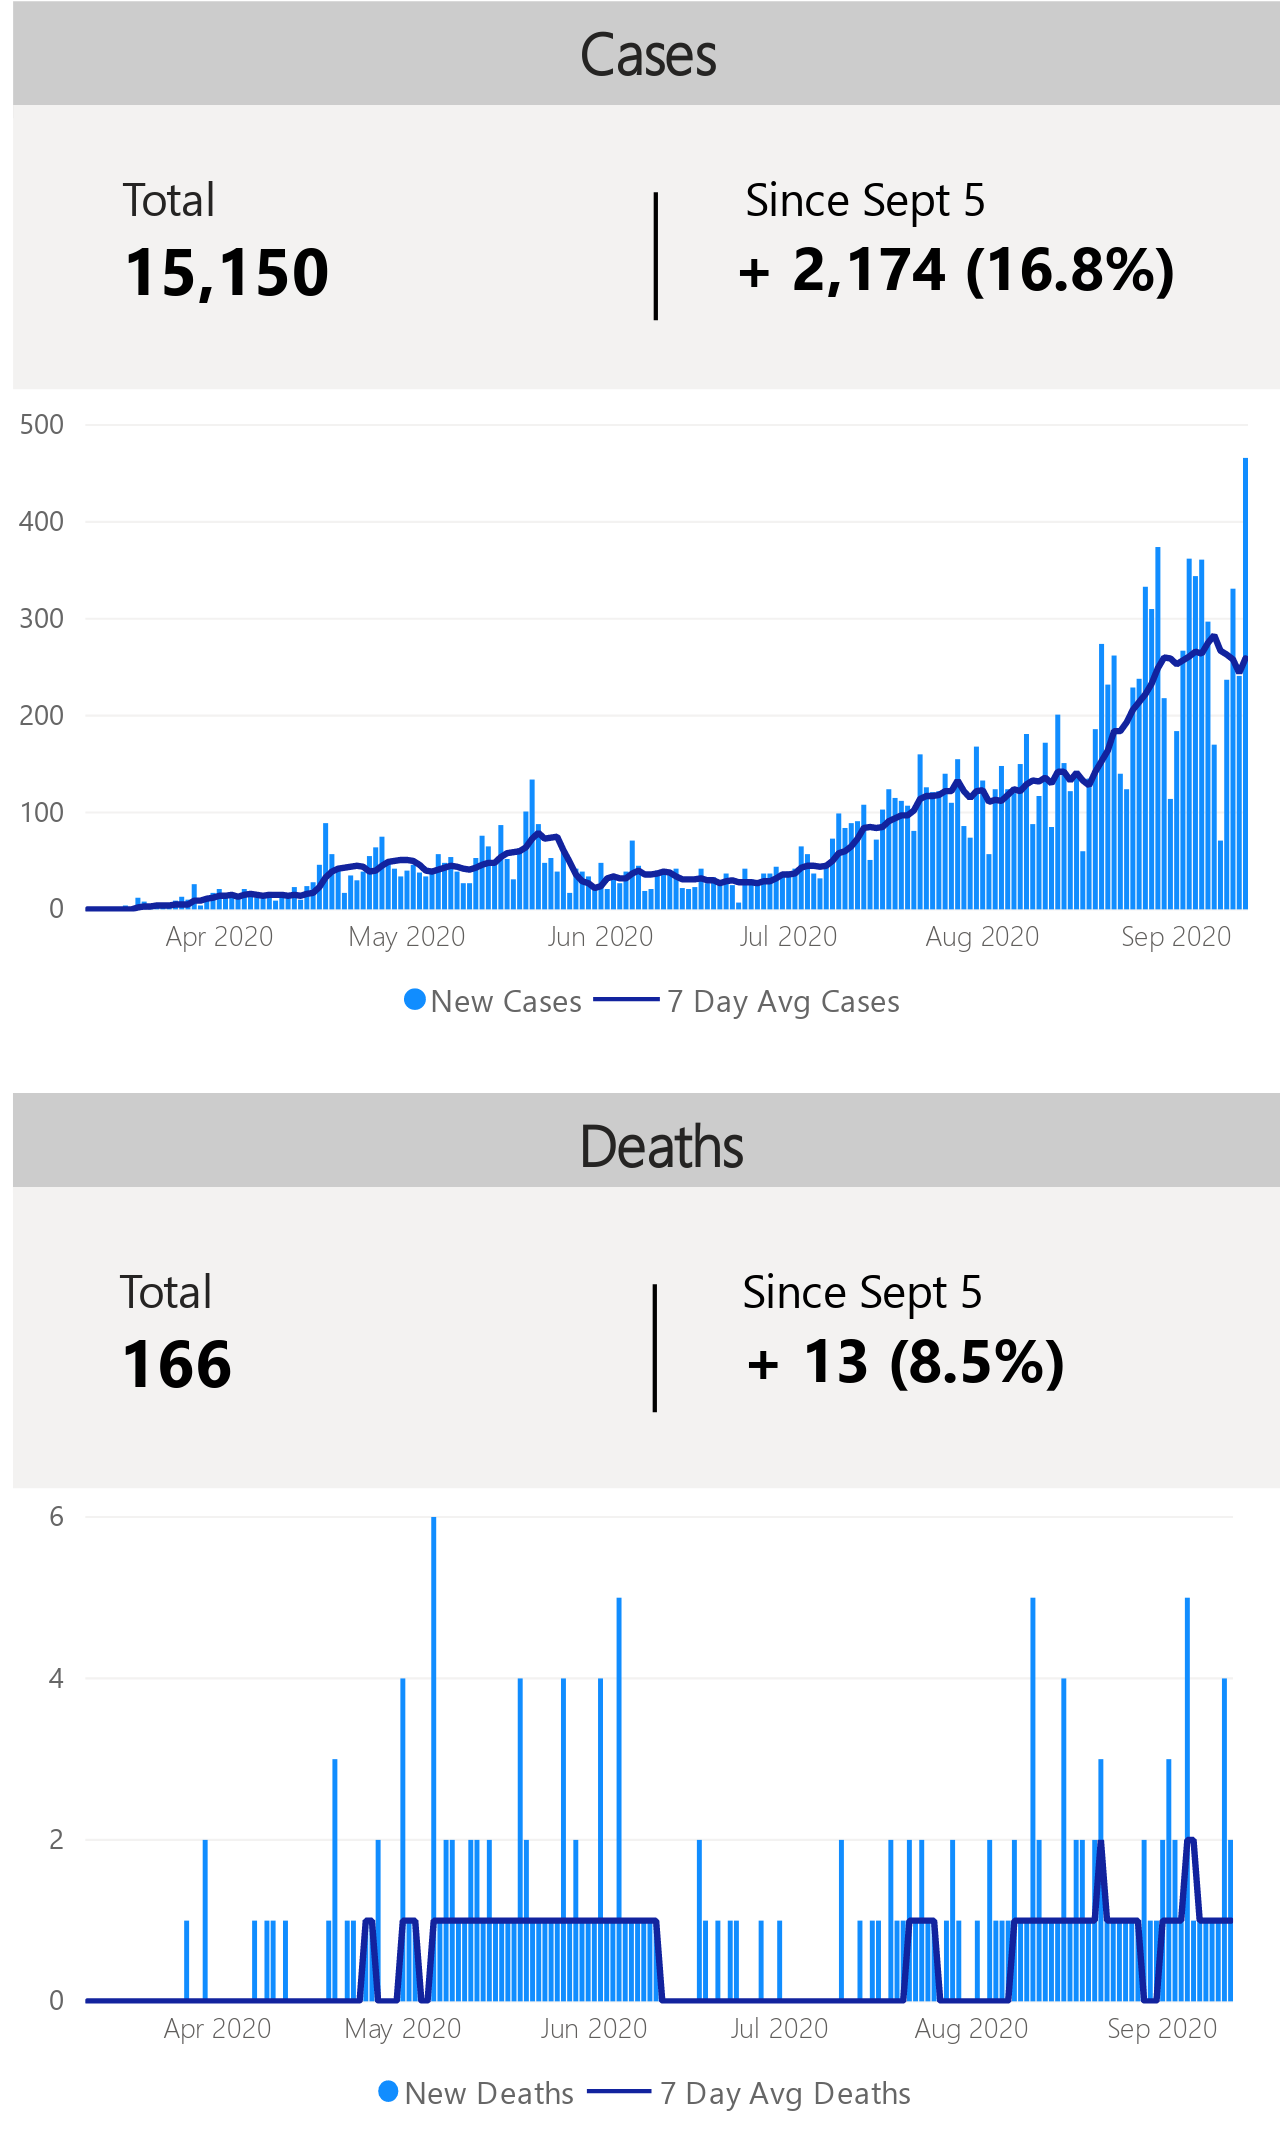 Cases
Total
Since Sept 5
15,150
+ 2,174 (16.8%)
500
400
300
200
100
0
Apr 2020
May 2020
Jun 2020
Jul 2020
Aug 2020
Sep 2020
New Cases
7 Day Avg Cases
Deaths
Total
Since Sept 5
166
+ 13 (8.5%)
6
4
2
0
Apr 2020
May 2020
Jun 2020
Jul 2020
Aug 2020
Sep 2020
New Deaths
7 Day Avg Deaths